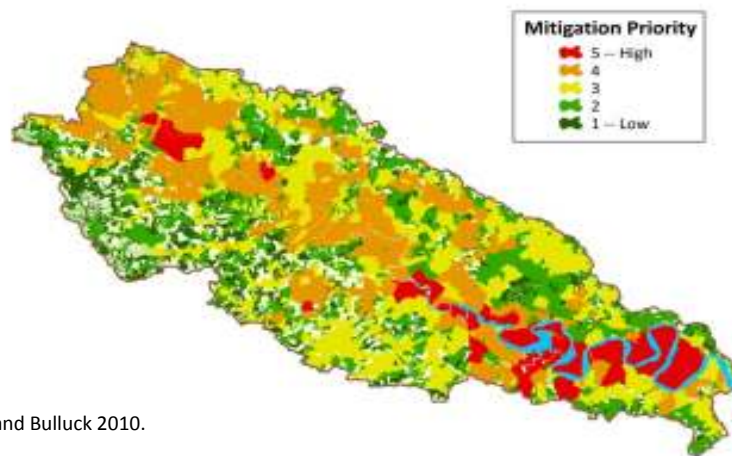 Mitigation Priority
5 -- High
4
3
2
1 -- Low
and Bulluck 2010.